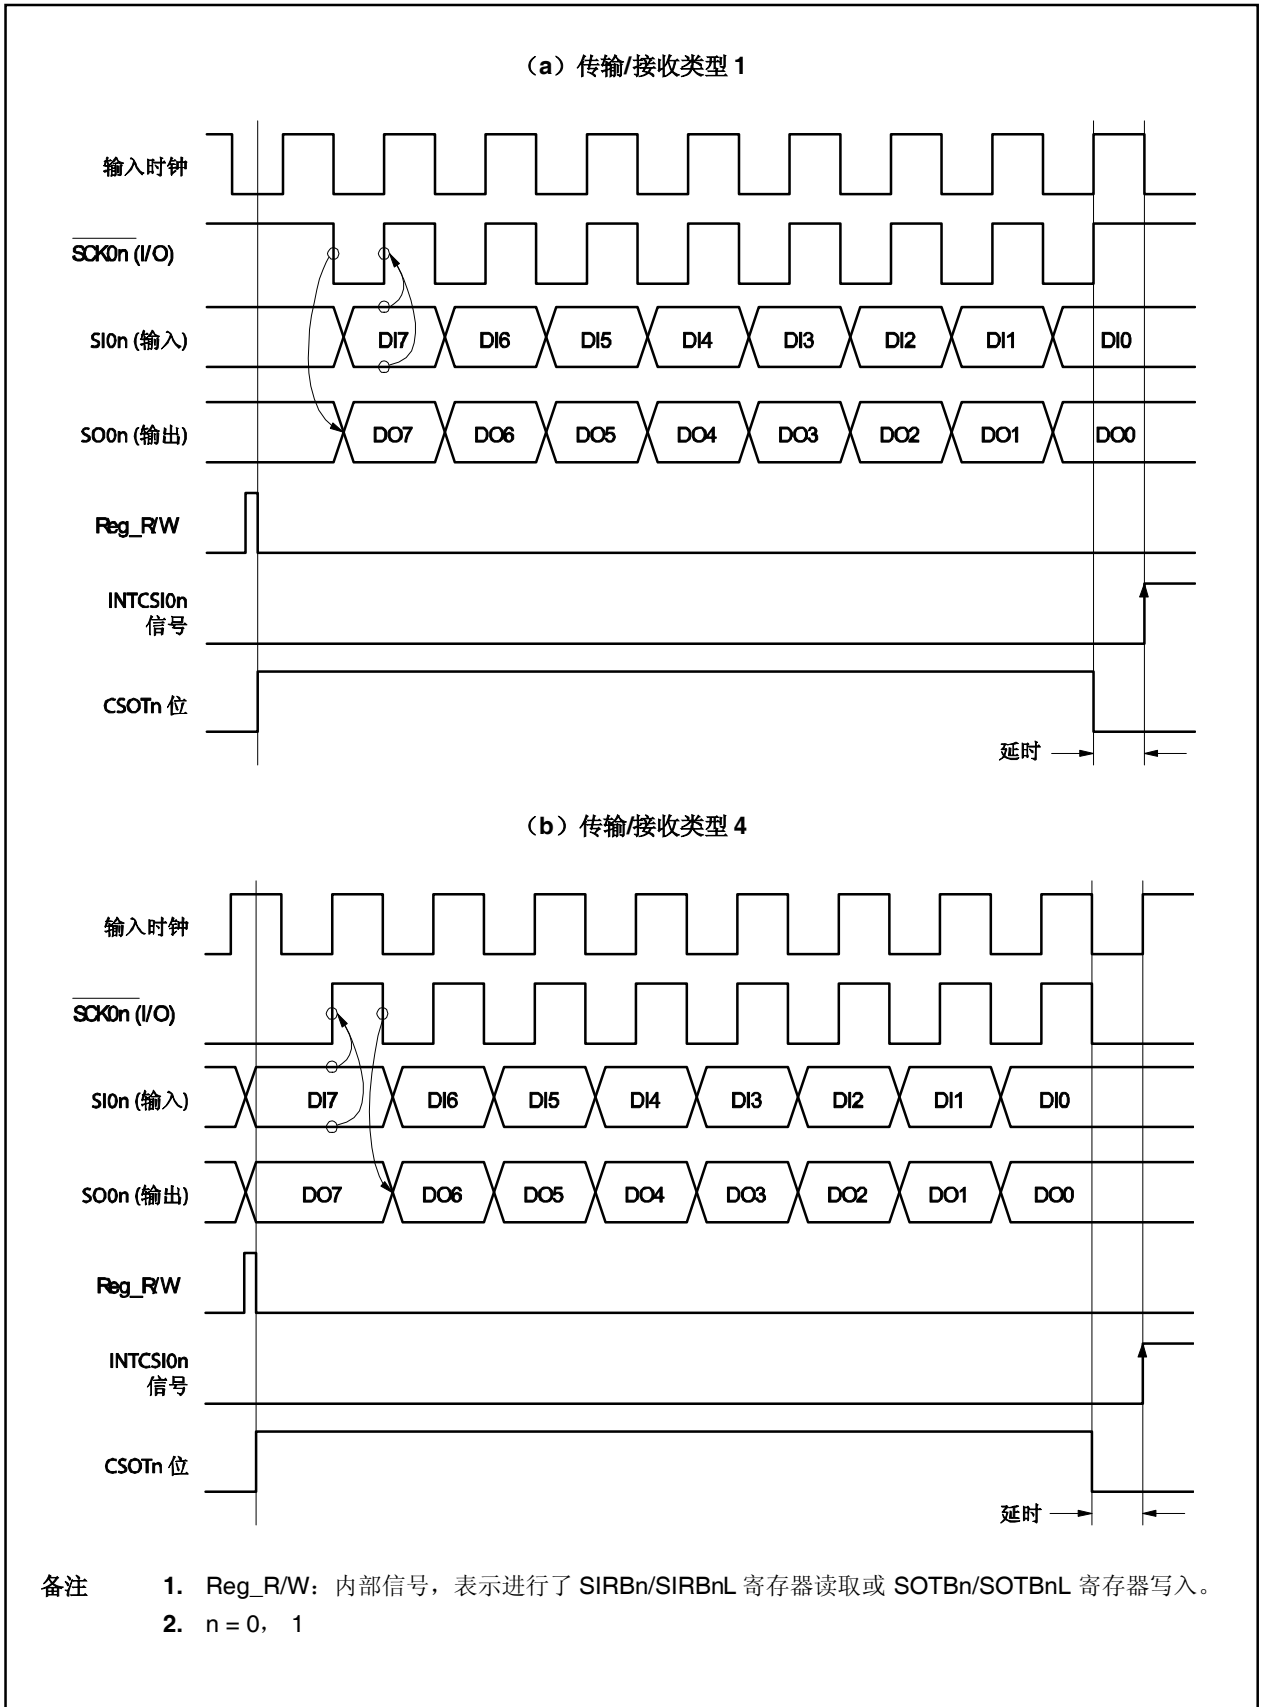 （a）传输/接收类型 1
输入时钟
SCK0n (I/O)
SI0n (输入)
DI7 DI6 DI5 DI4 DI3 DI2 DI1 DI0
SO0n (输出)
DO7 DO6 DO5 DO4 DO3 DO2 DO1 DO0
Reg_R/W
INTCSI0n
信号
CSOTn 位
延时
（b）传输/接收类型 4
输入时钟
SCK0n (I/O)
SI0n (输入)
DI7 DI6 DI5 DI4 DI3 DI2 DI1 DI0
SO0n (输出)
DO7 DO6 DO5 DO4 DO3 DO2 DO1 DO0
Reg_R/W
INTCSI0n
信号
CSOTn 位
延时
备注 1. Reg_R/W：内部信号，表示进行了 SIRBn/SIRBnL 寄存器读取或 SOTBn/SOTBnL 寄存器写入。
2. n = 0， 1